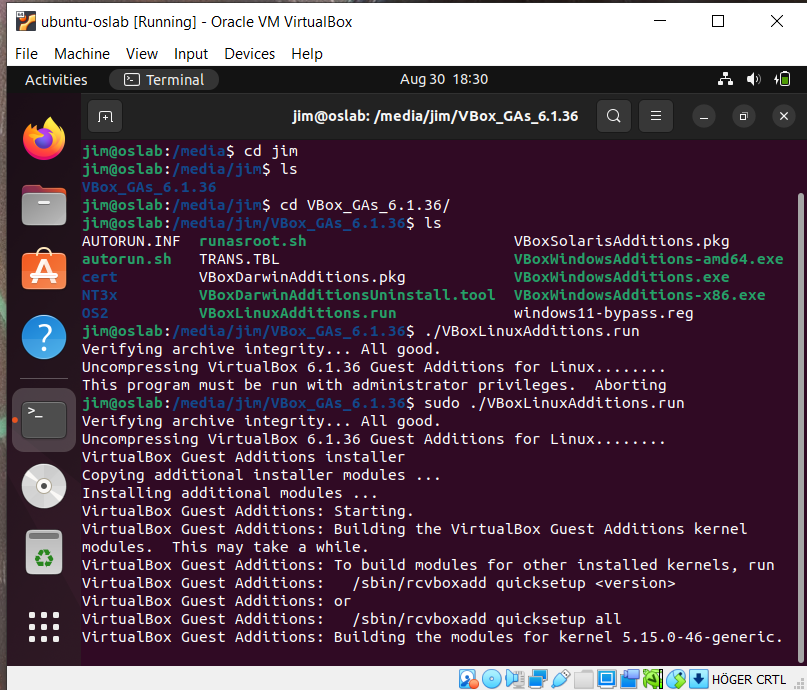 ubuntu-oslab [Running] - Oracle VM VirtualBox
File Machine View Input Devices Help
Activities Terminal Aug 30 18:30
jim@oslab: /media/jim/VBox_GAs_6.1.36
jim@oslab:/media$ cd jim
jim@oslab:/media/jim$ ls
VBox_GAs_6.1.36
jim@oslab:/media/jim$ cd VBox_GAs_6.1.36/
jim@oslab:/media/jim/VBox_GAs_6.1.36$ ls
AUTORUN.INF runasroot.sh VBoxSolarisAdditions.pkg
autorun.sh TRANS.TBL VBoxWindowsAdditions-amd64.exe
cert VBoxDarwinAdditions.pkg VBoxWindowsAdditions.exe
NT3x VBoxDarwinAdditionsUninstall.tool VBoxWindowsAdditions-x86.exe
OS2 VBoxLinuxAdditions.run windows11-bypass.reg
jim@oslab:/media/jim/VBox_GAs_6.1.36$ ./VBoxLinuxAdditions.run
Verifying archive integrity... All good.
Uncompressing VirtualBox 6.1.36 Guest Additions for Linux........
This program must be run with administrator privileges.  Aborting
jim@oslab:/media/jim/VBox_GAs_6.1.36$ sudo ./VBoxLinuxAdditions.run
Verifying archive integrity... All good.
Uncompressing VirtualBox 6.1.36 Guest Additions for Linux........
VirtualBox Guest Additions installer
Copying additional installer modules ...
Installing additional modules ...
VirtualBox Guest Additions: Starting.
VirtualBox Guest Additions: Building the VirtualBox Guest Additions kernel
modules.  This may take a while.
VirtualBox Guest Additions: To build modules for other installed kernels, run
VirtualBox Guest Additions:   /sbin/rcvboxadd quicksetup <version>
VirtualBox Guest Additions: or
VirtualBox Guest Additions:   /sbin/rcvboxadd quicksetup all
VirtualBox Guest Additions: Building the modules for kernel 5.15.0-46-generic.
HÖGER CRTL